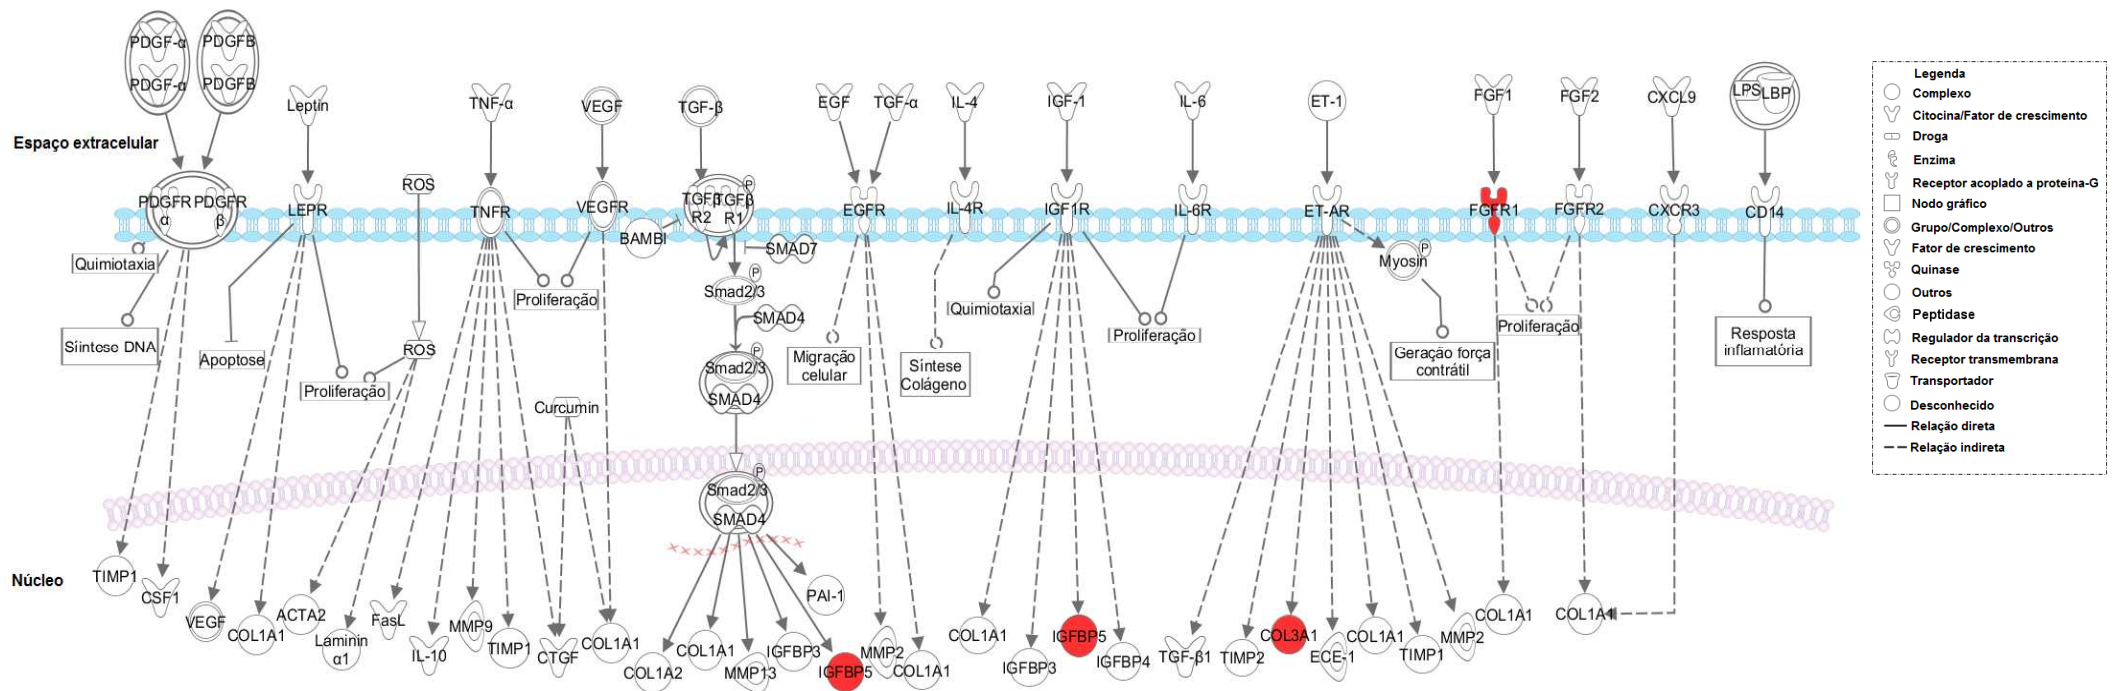 PDGF-α
PDGF-α
PDGFB
PDGFB
Leptin
TNF-α
VEGF
TGF-β
EGF
TGF-α
IL-4
IGF-1
IL-6
ET-1
FGF1
FGF2
CXCL9
LPS
LBP
Espaço extracelular
PDGFR
α
PDGFR
β
LEPR
ROS
TNFR
VEGFR
BAMBI
TGFβ
R2
TGFβ
R1
P
EGFR
IL-4R
IGF1R
IL-6R
ET-AR
FGFR1
FGFR2
CXCR3
CD14
Quimiotaxia
SMAD7
Myosin
P
Síntese DNA
Apoptose
Proliferação
ROS
Proliferação
Smad2/3
P
SMAD4
Smad2/3
P
SMAD4
Migração
celular
Síntese
Colágeno
Quimiotaxia
Proliferação
Geração força
contrátil
Proliferação
Resposta
inflamatória
Curcumin
Smad2/3
P
SMAD4
Núcleo
TIMP1
CSF1
VEGF
COL1A1
ACTA2
Laminin
α1
FasL
IL-10
MMP9
TIMP1
CTGF
COL1A1
COL1A2
COL1A1
MMP13
IGFBP3
PAI-1
IGFBP5
MMP2
COL1A1
COL1A1
IGFBP3
IGFBP5
IGFBP4
TGF-β1
TIMP2
COL3A1
ECE-1
COL1A1
TIMP1
MMP2
COL1A1
COL1A1
Legenda
Complexo
Citocina/Fator de crescimento
Droga
Enzima
Receptor acoplado a proteína-G
Nodo gráfico
Grupo/Complexo/Outros
Fator de crescimento
Quinase
Outros
Peptidase
Regulador da transcrição
Receptor transmembrana
Transportador
Desconhecido
Relação direta
Relação indireta